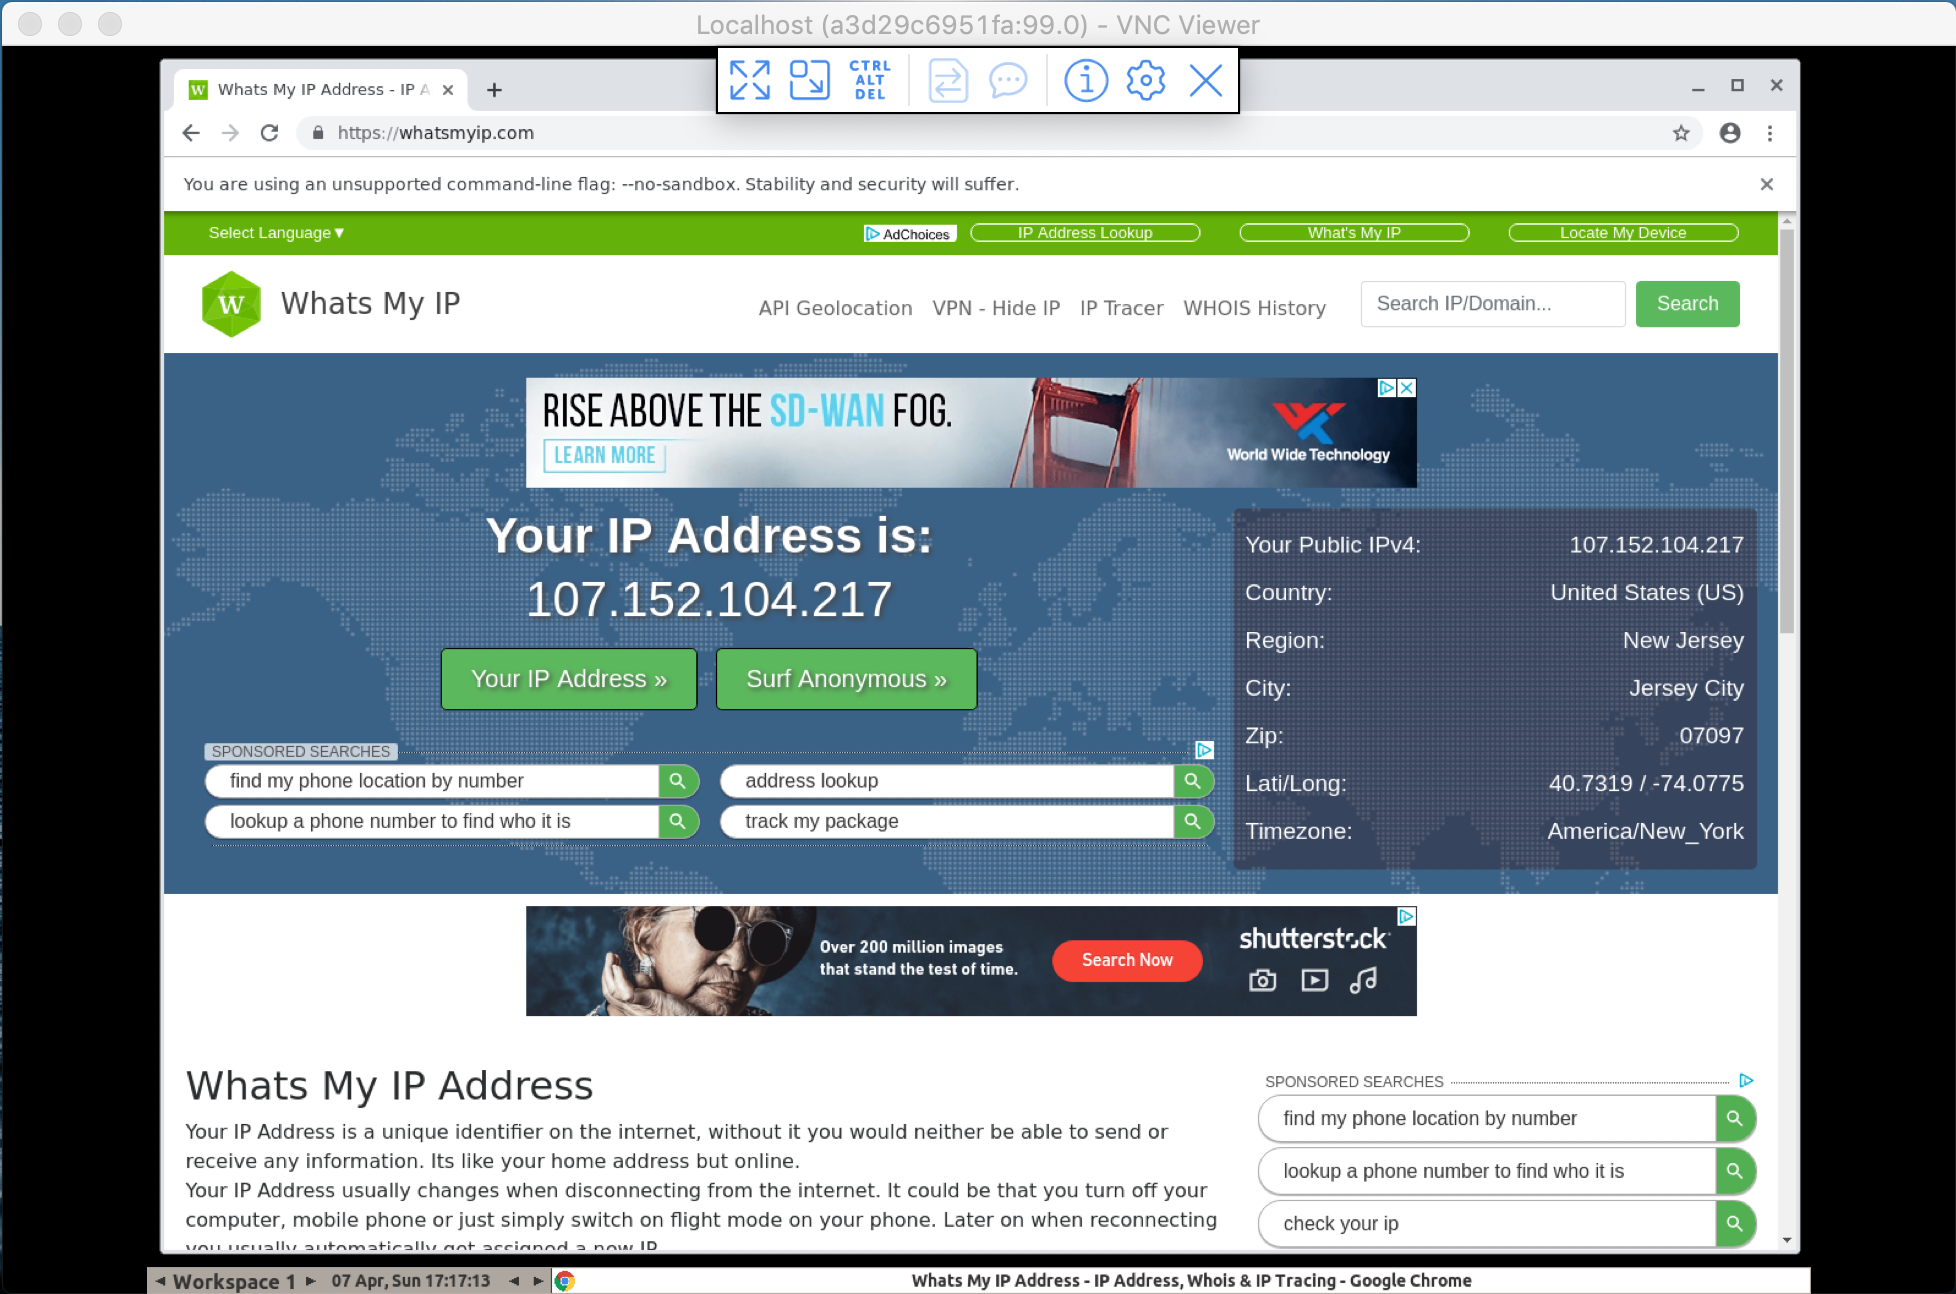 Localhost (a3d29c6951fa:99.0) - VNC Viewer
CTRL
ALT
DEL
Whats My IP Address - IP A
https://whatsmyip.com
You are using an unsupported command-line flag: --no-sandbox. Stability and security will suffer.
Select Language▼
AdChoices
IP Address Lookup
What's My IP
Locate My Device
W
Whats My IP
API Geolocation
VPN - Hide IP
IP Tracer
WHOIS History
Search IP/Domain...
Search
RISE ABOVE THE SD-WAN FOG.
LEARN MORE
World Wide Technology
Your IP Address is:
107.152.104.217
Your IP Address »
Surf Anonymous »
Your Public IPv4: 107.152.104.217
Country: United States (US)
Region: New Jersey
City: Jersey City
Zip: 07097
Lati/Long: 40.7319 / -74.0775
Timezone: America/New_York
SPONSORED SEARCHES
find my phone location by number
address lookup
lookup a phone number to find who it is
track my package
Over 200 million images
that stand the test of time.
Search Now
shutterstock
Whats My IP Address
Your IP Address is a unique identifier on the internet, without it you would neither be able to send or
receive any information. Its like your home address but online.
Your IP Address usually changes when disconnecting from the internet. It could be that you turn off your
computer, mobile phone or just simply switch on flight mode on your phone. Later on when reconnecting
you usually automatically get assigned a new IP.
SPONSORED SEARCHES
find my phone location by number
lookup a phone number to find who it is
check your ip
Workspace 1
07 Apr, Sun 17:17:13
Whats My IP Address - IP Address, Whois & IP Tracing - Google Chrome